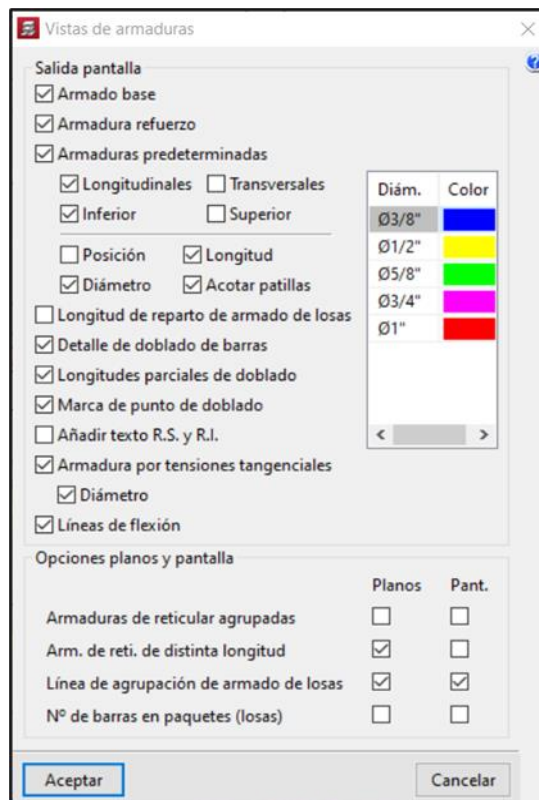 Vistas de armaduras
Salida pantalla
Armado base
Armadura refuerzo
Armaduras predeterminadas
Longitudinales Transversales
Inferior Superior
Posición Longitud
Diámetro Acotar patillas
Longitud de reparto de armado de losas
Detalle de doblado de barras
Longitudes parciales de doblado
Marca de punto de doblado
Añadir texto R.S. y R.I.
Armadura por tensiones tangenciales
Diámetro
Líneas de flexión
Diám. Color
Ø3/8"
Ø1/2"
Ø5/8"
Ø3/4"
Ø1"
Opciones planos y pantalla
Planos Pant.
Armaduras de reticular agrupadas
Arm. de reti. de distinta longitud
Línea de agrupación de armado de losas
Nº de barras en paquetes (losas)
Aceptar Cancelar